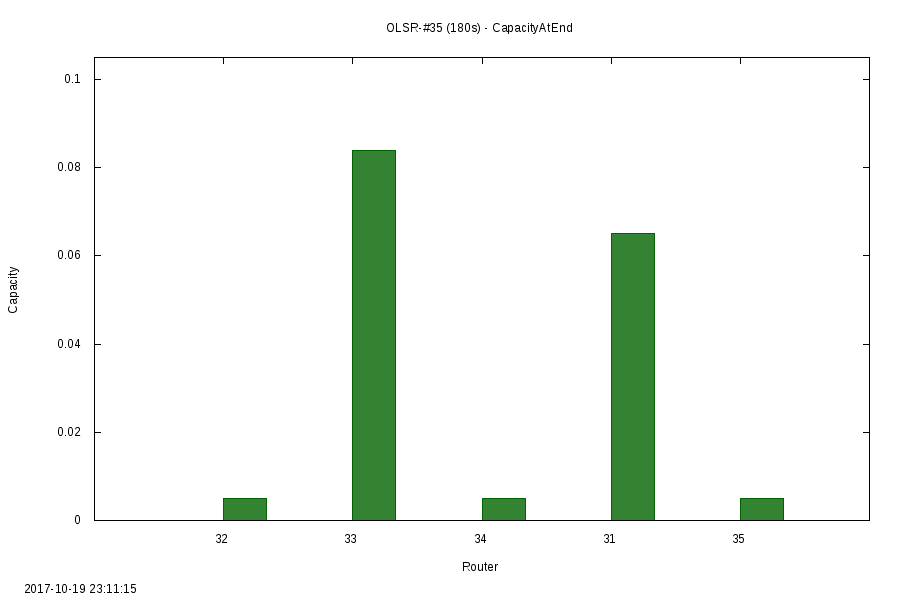 OLSR-#35 (180s) - CapacityAtEnd
0.1
0.08
0.06
0.04
0.02
0
Capacity
32 33 34 31 35
Router
2017-10-19 23:11:15